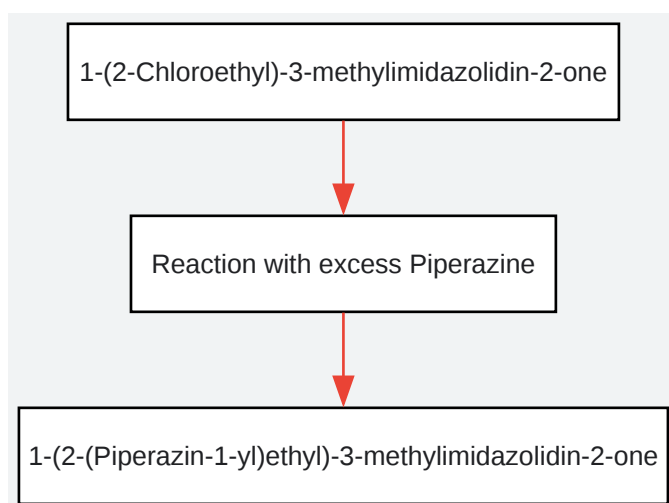 1-(2-Chloroethyl)-3-methylimidazolidin-2-one
Reaction with excess Piperazine
1-(2-(Piperazin-1-yl)ethyl)-3-methylimidazolidin-2-one